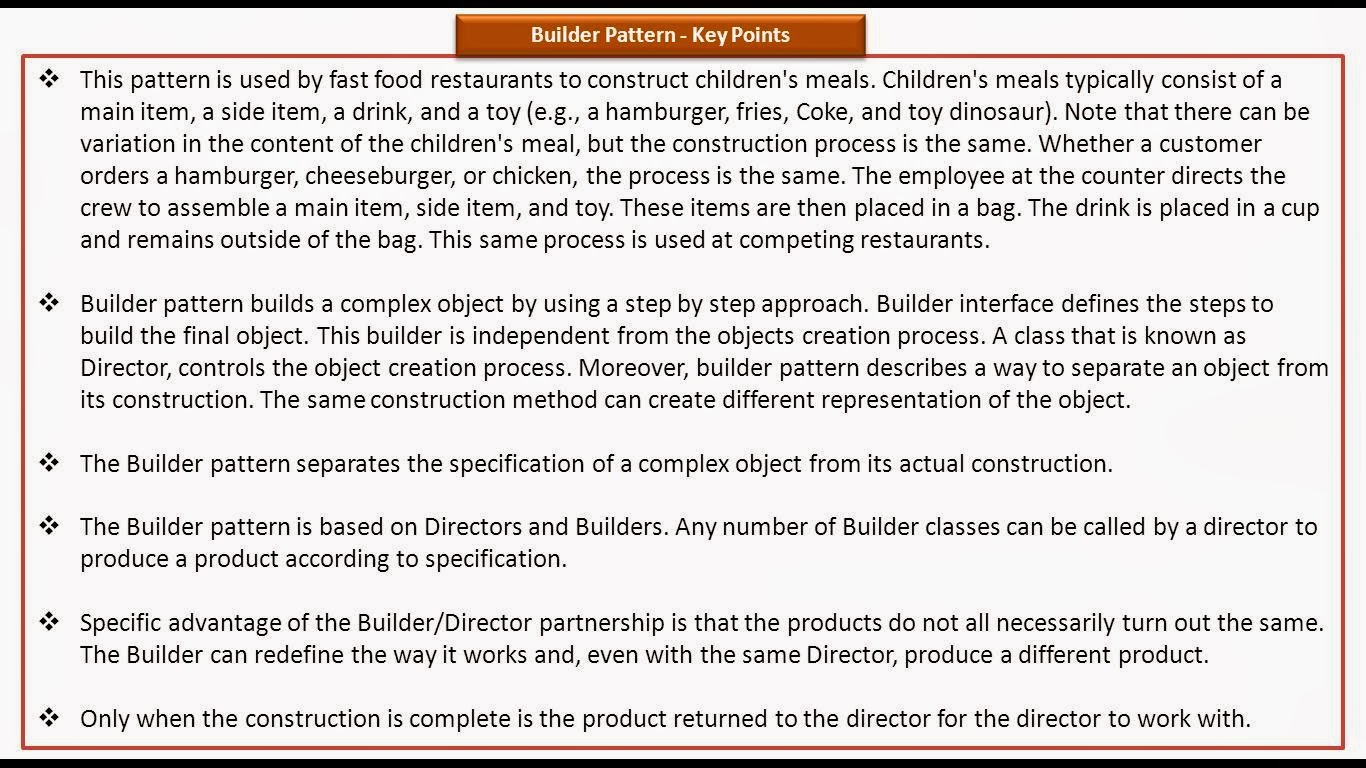 Builder Pattern - Key Points
❖ This pattern is used by fast food restaurants to construct children's meals. Children's meals typically consist of a
main item, a side item, a drink, and a toy (e.g., a hamburger, fries, Coke, and toy dinosaur). Note that there can be
variation in the content of the children's meal, but the construction process is the same. Whether a customer
orders a hamburger, cheeseburger, or chicken, the process is the same. The employee at the counter directs the
crew to assemble a main item, side item, and toy. These items are then placed in a bag. The drink is placed in a cup
and remains outside of the bag. This same process is used at competing restaurants.
❖ Builder pattern builds a complex object by using a step by step approach. Builder interface defines the steps to
build the final object. This builder is independent from the objects creation process. A class that is known as
Director, controls the object creation process. Moreover, builder pattern describes a way to separate an object from
its construction. The same construction method can create different representation of the object.
❖ The Builder pattern separates the specification of a complex object from its actual construction.
❖ The Builder pattern is based on Directors and Builders. Any number of Builder classes can be called by a director to
produce a product according to specification.
❖ Specific advantage of the Builder/Director partnership is that the products do not all necessarily turn out the same.
The Builder can redefine the way it works and, even with the same Director, produce a different product.
❖ Only when the construction is complete is the product returned to the director for the director to work with.